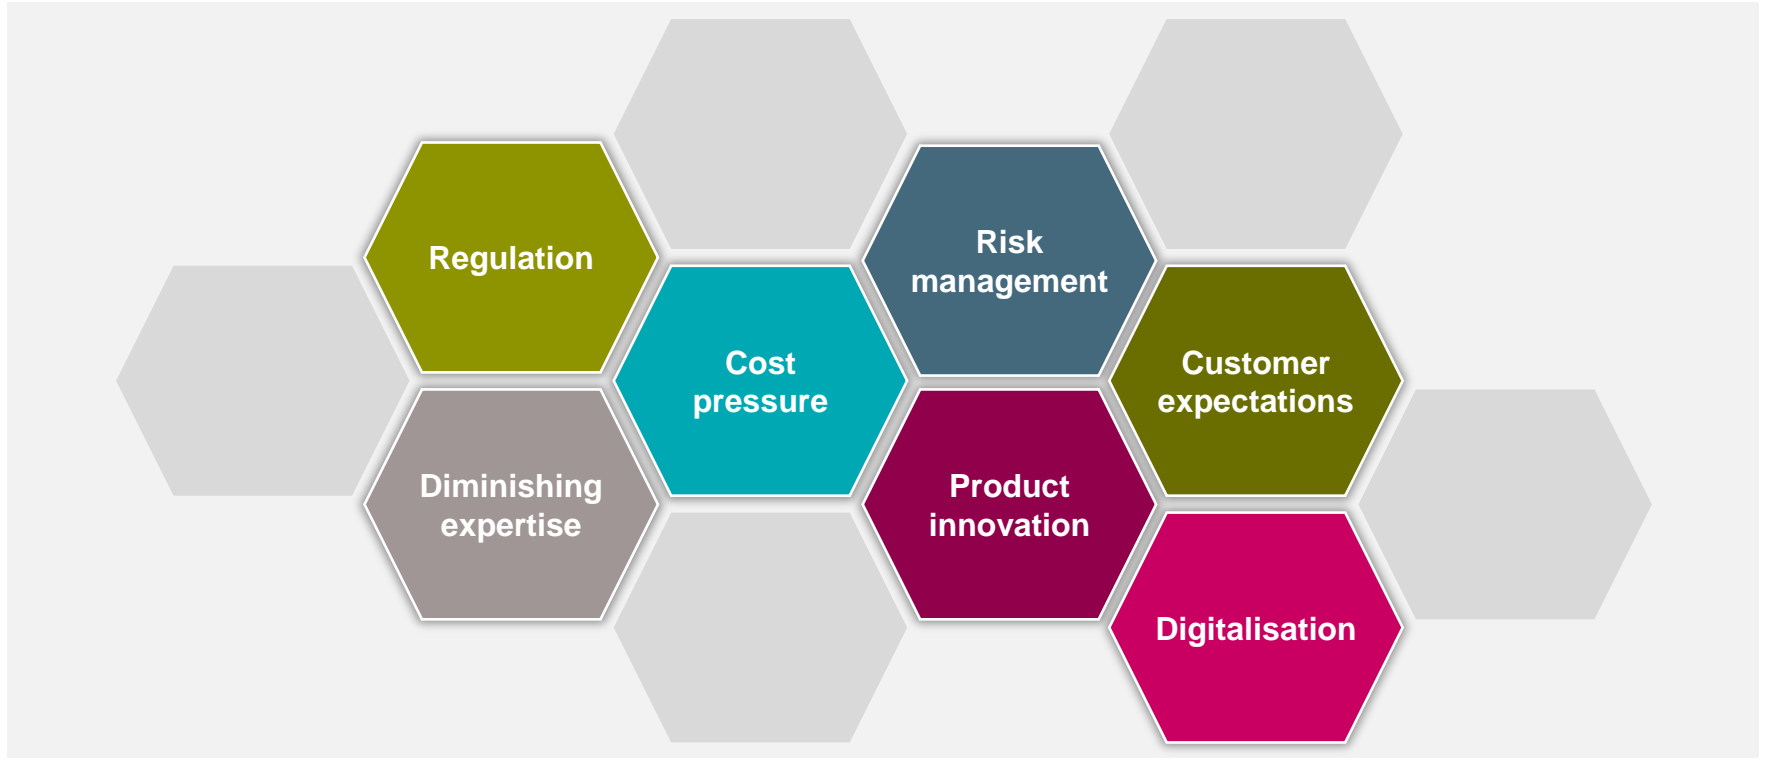 Regulation
Risk
management
Cost
pressure
Customer
expectations
Diminishing
expertise
Product
innovation
Digitalisation